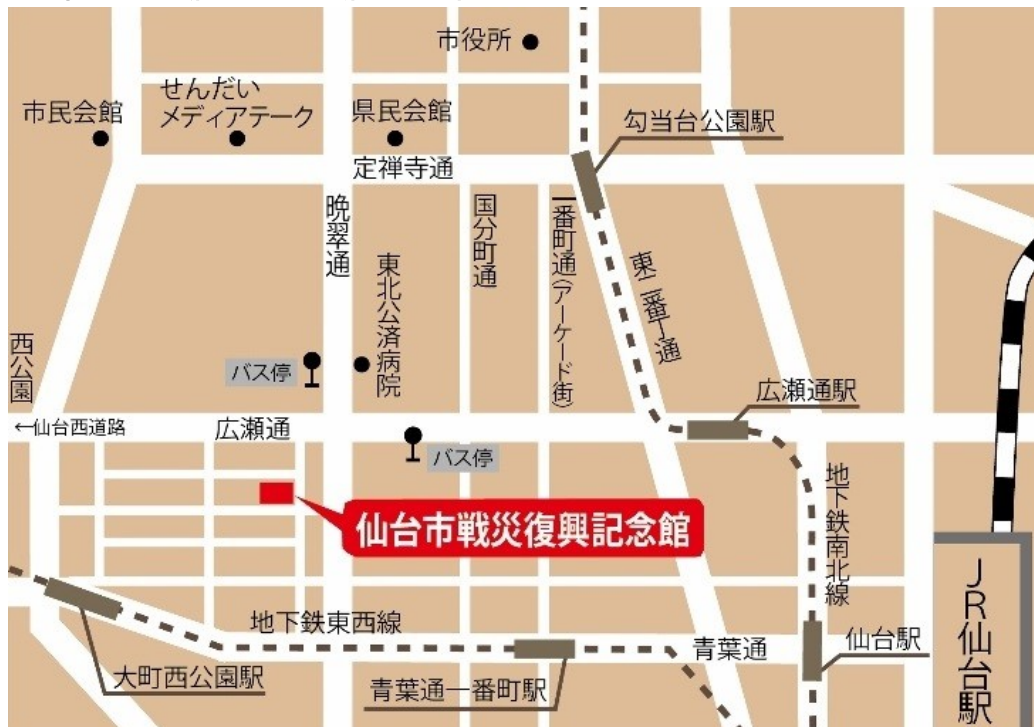 市役所
せんだい
メディアテーク
市民会館
県民会館
勾当台公園駅
定禅寺通
晩翠通
国分町通
一番町通(アーケード街)
東二番丁通
東北公済病院
西公園
バス停
広瀬通駅
←仙台西道路
広瀬通
バス停
仙台市戦災復興記念館
地下鉄南北線
JR仙台駅
地下鉄東西線
青葉通
仙台駅
大町西公園駅
青葉通一番町駅